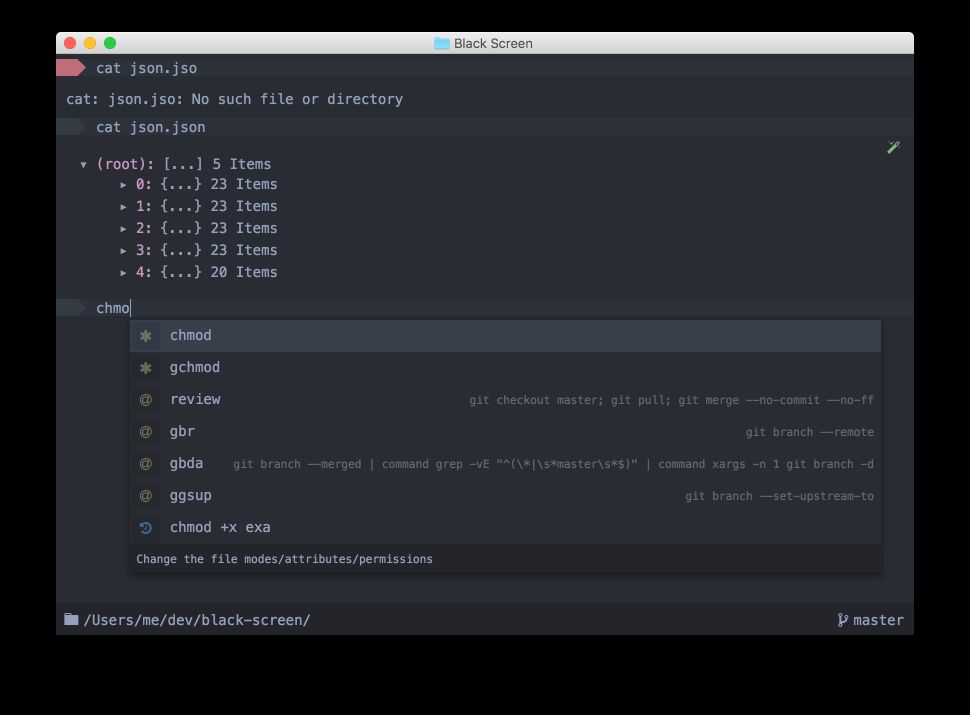 Black Screen
cat json.jso
cat: json.jso: No such file or directory
cat json.json
(root): [...] 5 Items
0: {...} 23 Items
1: {...} 23 Items
2: {...} 23 Items
3: {...} 23 Items
4: {...} 20 Items
chmo
chmod
gchmod
@ review git checkout master; git pull; git merge --no-commit --no-ff
@ gbr git branch --remote
@ gbda git branch --merged | command grep -vE "^(\*|\s*master\s*$)" | command xargs -n 1 git branch -d
@ ggsup git branch --set-upstream-to
chmod +x exa
Change the file modes/attributes/permissions
/Users/me/dev/black-screen/ master